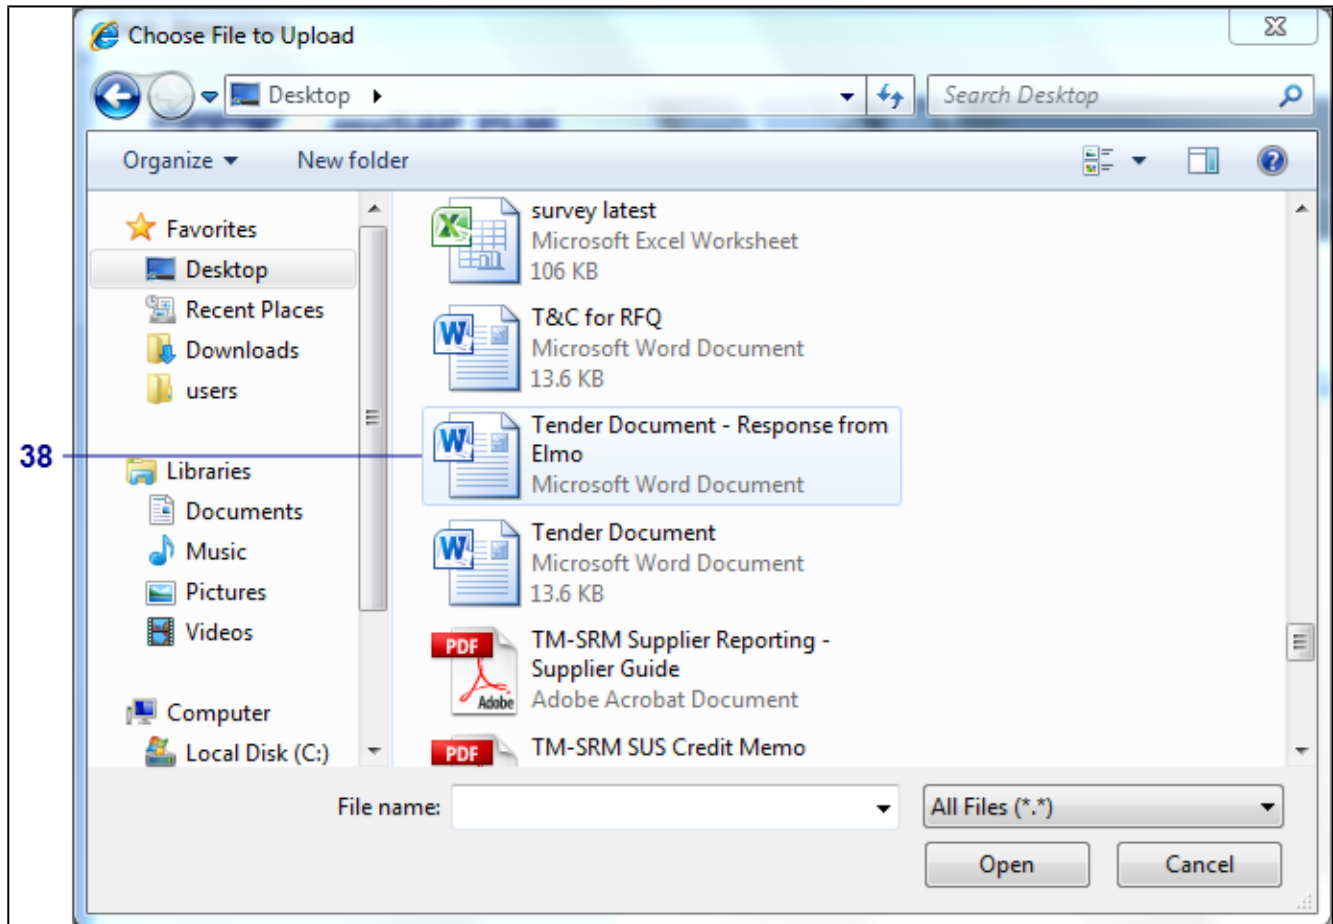 Choose File to Upload
Desktop
Search Desktop
Organize
New folder
Favorites
Desktop
Recent Places
Downloads
users
Libraries
Documents
Music
Pictures
Videos
Computer
Local Disk (C:)
survey latest
Microsoft Excel Worksheet
106 KB
T&C for RFQ
Microsoft Word Document
13.6 KB
38
Tender Document - Response from
Elmo
Microsoft Word Document
Tender Document
Microsoft Word Document
13.6 KB
PDF
Adobe
TM-SRM Supplier Reporting -
Supplier Guide
Adobe Acrobat Document
PDF
TM-SRM SUS Credit Memo
File name:
All Files (*.*)
Open
Cancel